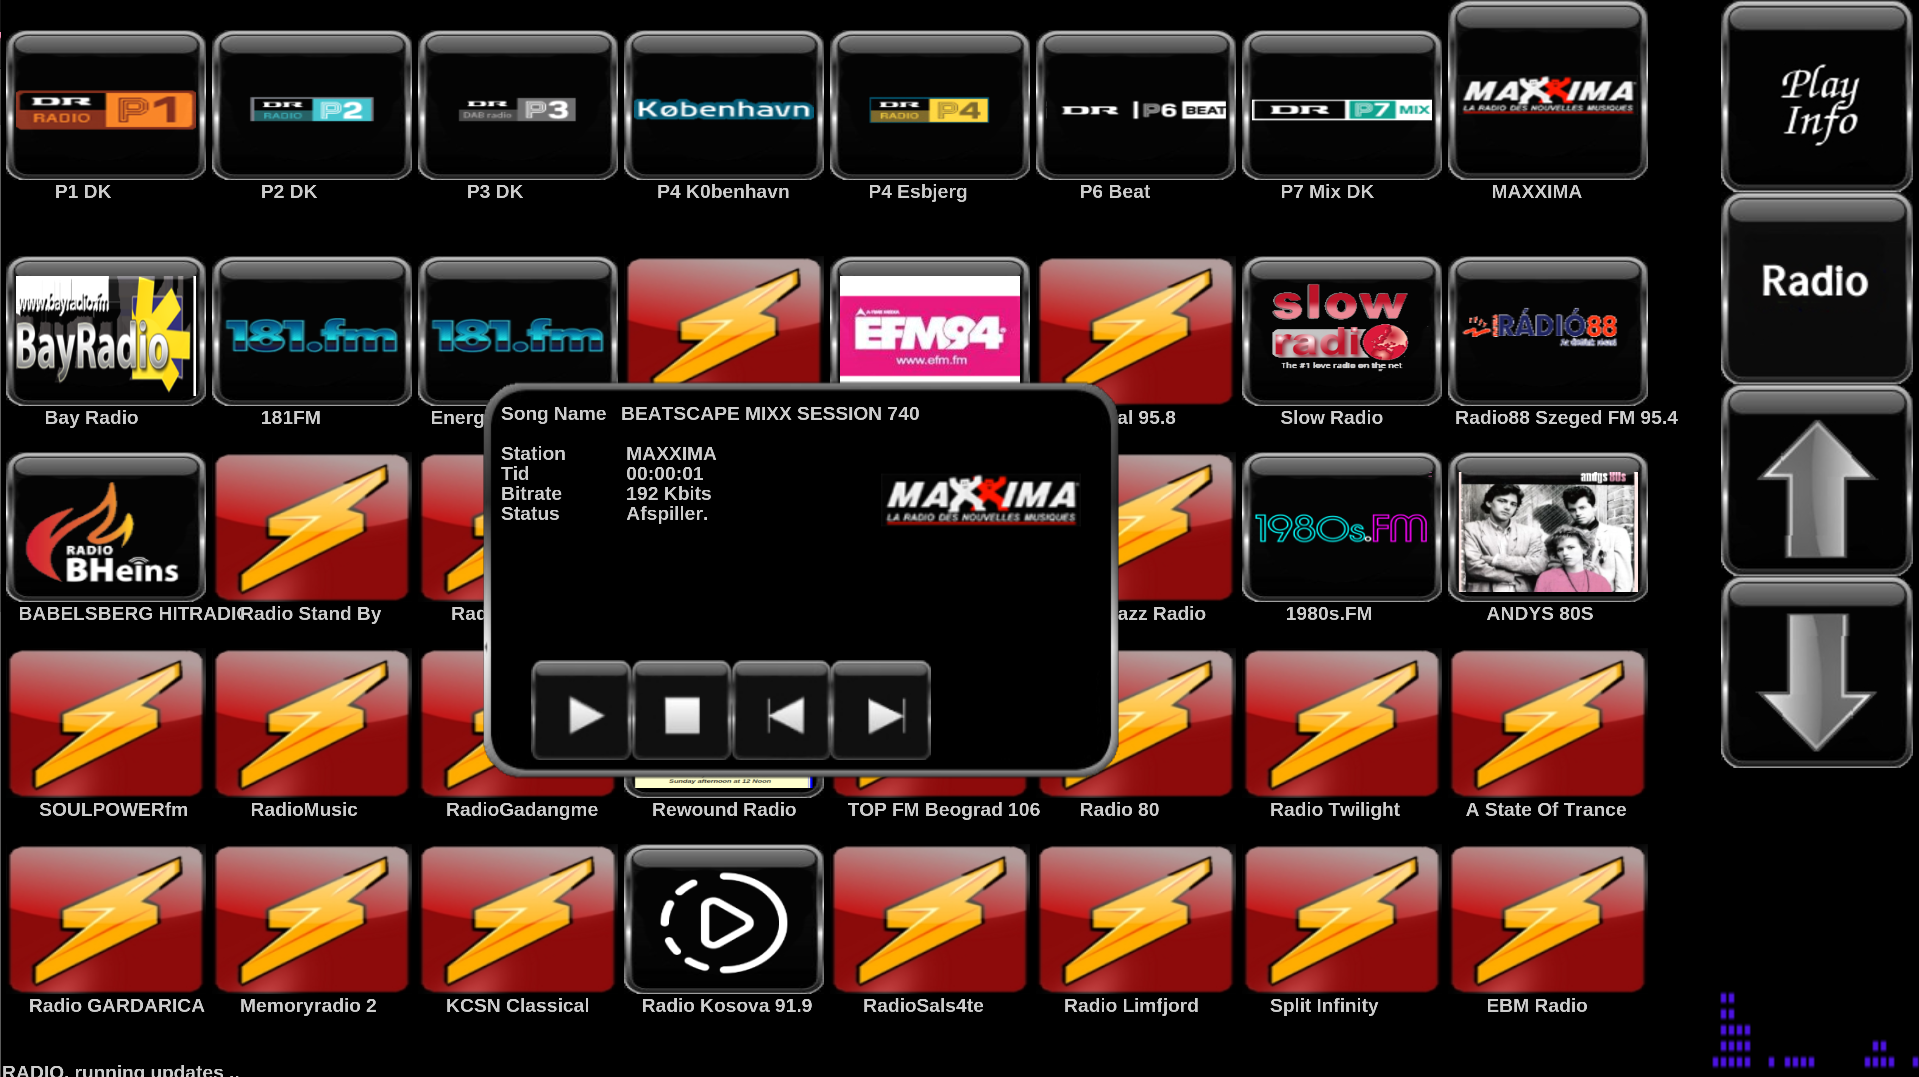 DR RADIO P1
DR RADIO P2
DR DAB radio P3
København
DR RADIO P4
DR P6 BEAT
DR P7 MIX
MAXXIMA
LA RADIO DES NOUVELLES MUSIQUES
Play Info
P1 DK
P2 DK
P3 DK
P4 K0benhavn
P4 Esbjerg
P6 Beat
P7 Mix DK
MAXXIMA
Radio
www.bayradio.fm
BayRadio
181.fm
181.fm
A-TIME MEDIA
EFM94
www.efm.fm
slow radio
The #1 love radio on the net
RÁDIÓ88
Bay Radio
181FM
Energ
al 95.8
Slow Radio
Radio88 Szeged FM 95.4
Song Name BEATSCAPE MIXX SESSION 740
Station MAXXIMA
Tid 00:00:01
Bitrate 192 Kbits
Status Afspiller.
MAXXIMA
LA RADIO DES NOUVELLES MUSIQUES
RADIO
BHeins
1980s.FM
andys 80s
BABELSBERG HITRADIO
Radio Stand By
Rad
azz Radio
1980s.FM
ANDYS 80S
Sunday afternoon at 12 Noon
SOULPOWERfm
RadioMusic
RadioGadangme
Rewound Radio
TOP FM Beograd 106
Radio 80
Radio Twilight
A State Of Trance
Radio GARDARICA
Memoryradio 2
KCSN Classical
Radio Kosova 91.9
RadioSals4te
Radio Limfjord
Split Infinity
EBM Radio
RADIO. running updates ..